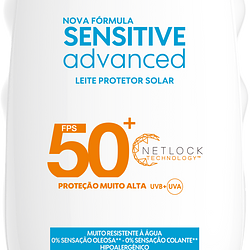 NOVA FÓRMULA
SENSITIVE
advanced
LEITE PROTETOR SOLAR
FPS
50+
NETLOCK
TECHNOLOGY™
PROTEÇÃO MUITO ALTA UVB+UVA
MUITO RESISTENTE À ÁGUA
0% SENSAÇÃO OLEOSA** - 0% SENSAÇÃO COLANTE**
HIPOALERGÉNICO